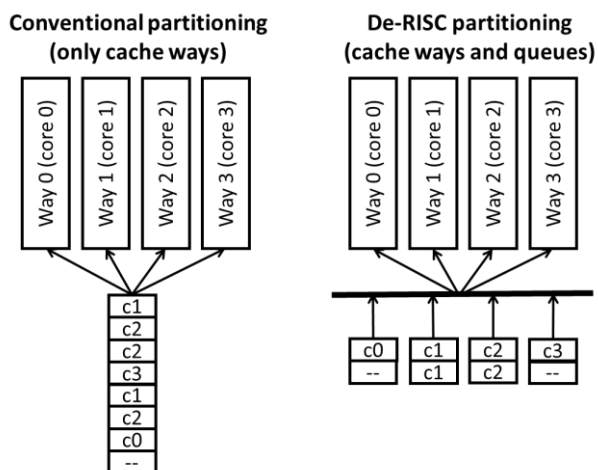 Conventional partitioning
(only cache ways)
Way 0 (core 0)
Way 1 (core 1)
Way 2 (core 2)
Way 3 (core 3)
c1
c2
c2
c3
c1
c2
c0
--
De-RISC partitioning
(cache ways and queues)
Way 0 (core 0)
Way 1 (core 1)
Way 2 (core 2)
Way 3 (core 3)
c0
--
c1
c1
c2
c2
c3
--